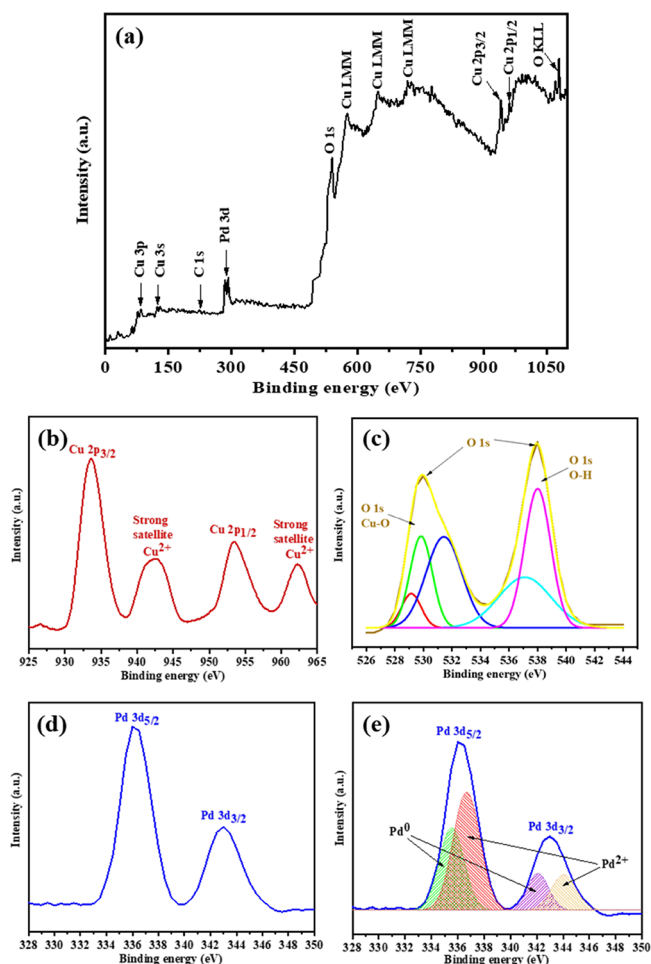 (a)
Intensity (a.u.)
Cu 3p
Cu 3s
C 1s
Pd 3d
O 1s
Cu LMM
Cu LMM
Cu LMM
Cu 2p3/2
Cu 2p1/2
O KLL
0 150 300 450 600 750 900 1050
Binding energy (eV)
(b)
Intensity (a.u.)
Cu 2p3/2
Strong
satellite
Cu2+
Cu 2p1/2
Strong
satellite
Cu2+
925 930 935 940 945 950 955 960 965
Binding energy (eV)
(c)
Intensity (a.u.)
O 1s
O 1s
O-H
O 1s
Cu-O
526 528 530 532 534 536 538 540 542 544
Binding energy (eV)
(d)
Intensity (a.u.)
Pd 3d5/2
Pd 3d3/2
328 330 332 334 336 338 340 342 344 346 348 350
Binding energy (eV)
(e)
Intensity (a.u.)
Pd 3d5/2
Pd0
Pd 3d3/2
Pd2+
328 330 332 334 336 338 340 342 344 346 348 350
Binding energy (eV)